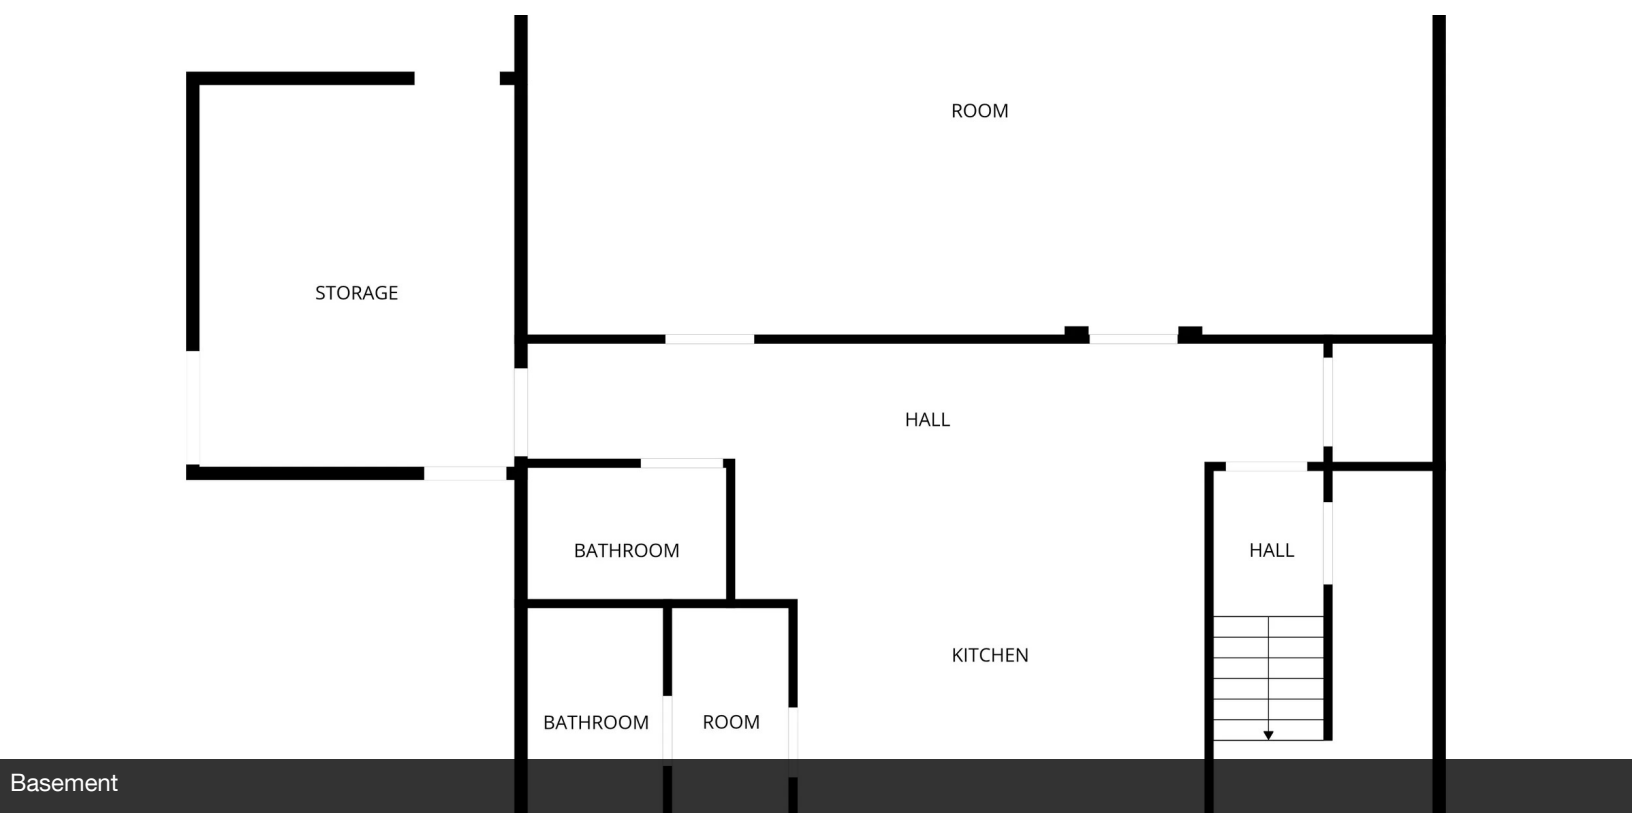 ROOM
STORAGE
HALL
BATHROOM
HALL
KITCHEN
BATHROOM
ROOM
Basement